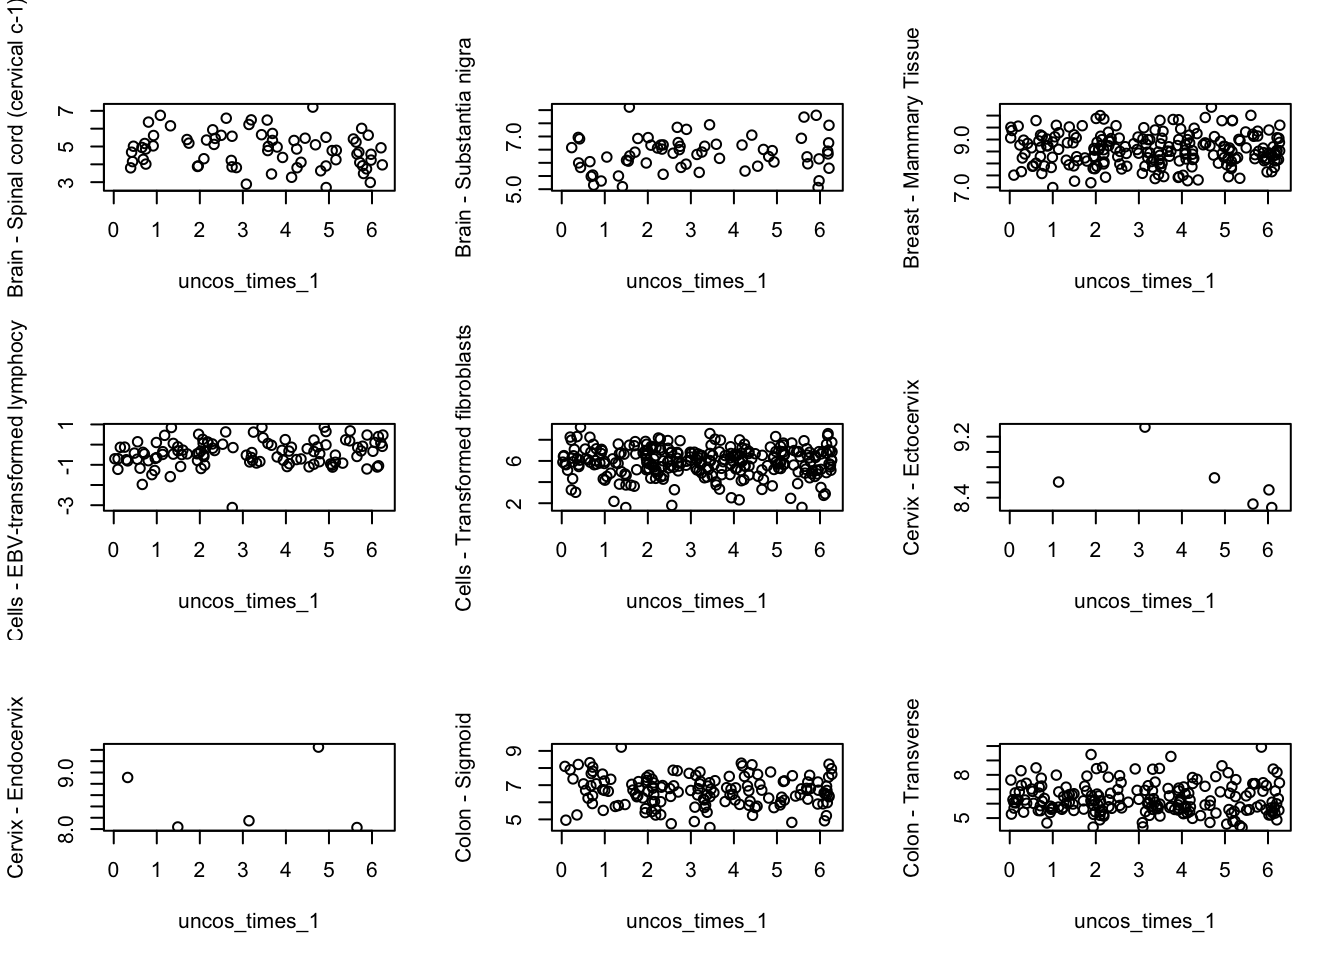 Brain - Spinal cord (cervical c-1)
3 5 7
0 1 2 3 4 5 6
uncos_times_1
Brain - Substantia nigra
5.0 7.0
0 1 2 3 4 5 6
uncos_times_1
Breast - Mammary Tissue
7.0 9.0
0 1 2 3 4 5 6
uncos_times_1
Cells - EBV-transformed lymphocy
-3 -1 1
0 1 2 3 4 5 6
uncos_times_1
Cells - Transformed fibroblasts
2 6
0 1 2 3 4 5 6
uncos_times_1
Cervix - Ectocervix
8.4 9.2
0 1 2 3 4 5 6
uncos_times_1
Cervix - Endocervix
8.0 9.0
0 1 2 3 4 5 6
uncos_times_1
Colon - Sigmoid
5 7 9
0 1 2 3 4 5 6
uncos_times_1
Colon - Transverse
5 8
0 1 2 3 4 5 6
uncos_times_1